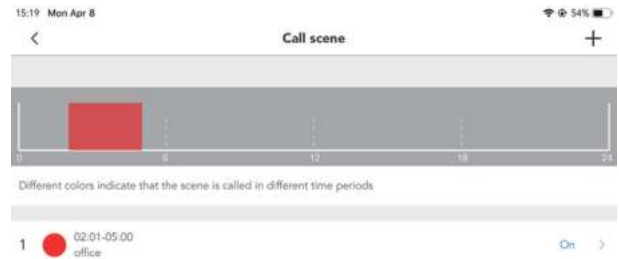 15:19 Mon Apr 8 54%
Call scene
0 6 12 18 24
Different colors indicate that the scene is called in different time periods
1 02:01-05:00 On
office